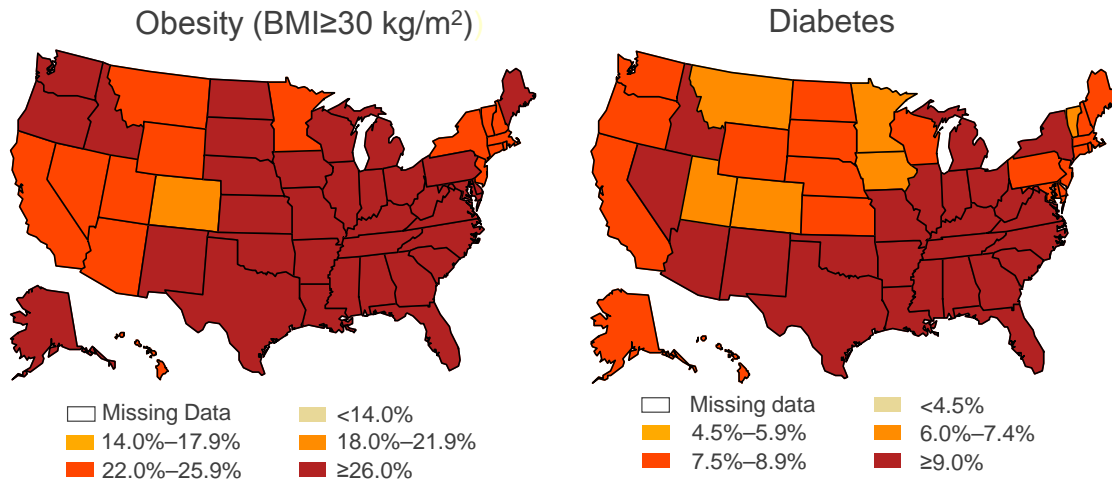 Obesity (BMI≥30 kg/m²)
Diabetes
Missing Data
<14.0%
14.0%–17.9%
18.0%–21.9%
22.0%–25.9%
≥26.0%
Missing data
<4.5%
4.5%–5.9%
6.0%–7.4%
7.5%–8.9%
≥9.0%